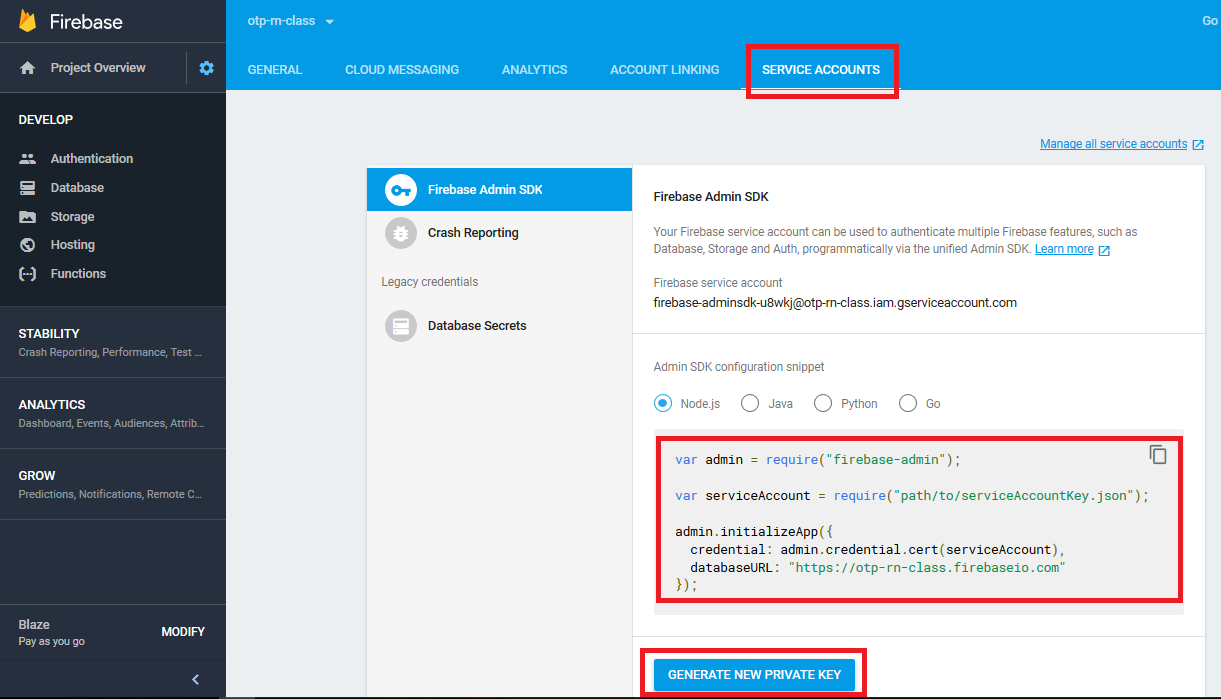 Firebase
otp-rn-class
Go
Project Overview
GENERAL
CLOUD MESSAGING
ANALYTICS
ACCOUNT LINKING
SERVICE ACCOUNTS
DEVELOP
Authentication
Database
Storage
Hosting
Functions
STABILITY
Crash Reporting, Performance, Test ...
ANALYTICS
Dashboard, Events, Audiences, Attrib...
GROW
Predictions, Notifications, Remote C...
Blaze
Pay as you go
MODIFY
Manage all service accounts
Firebase Admin SDK
Crash Reporting
Legacy credentials
Database Secrets
Firebase Admin SDK
Your Firebase service account can be used to authenticate multiple Firebase features, such as
Database, Storage and Auth, programmatically via the unified Admin SDK. Learn more
Firebase service account
firebase-adminsdk-u8wkj@otp-rn-class.iam.gserviceaccount.com
Admin SDK configuration snippet
Node.js
Java
Python
Go
var admin = require("firebase-admin");
var serviceAccount = require("path/to/serviceAccountKey.json");
admin.initializeApp({
  credential: admin.credential.cert(serviceAccount),
  databaseURL: "https://otp-rn-class.firebaseio.com"
});
GENERATE NEW PRIVATE KEY